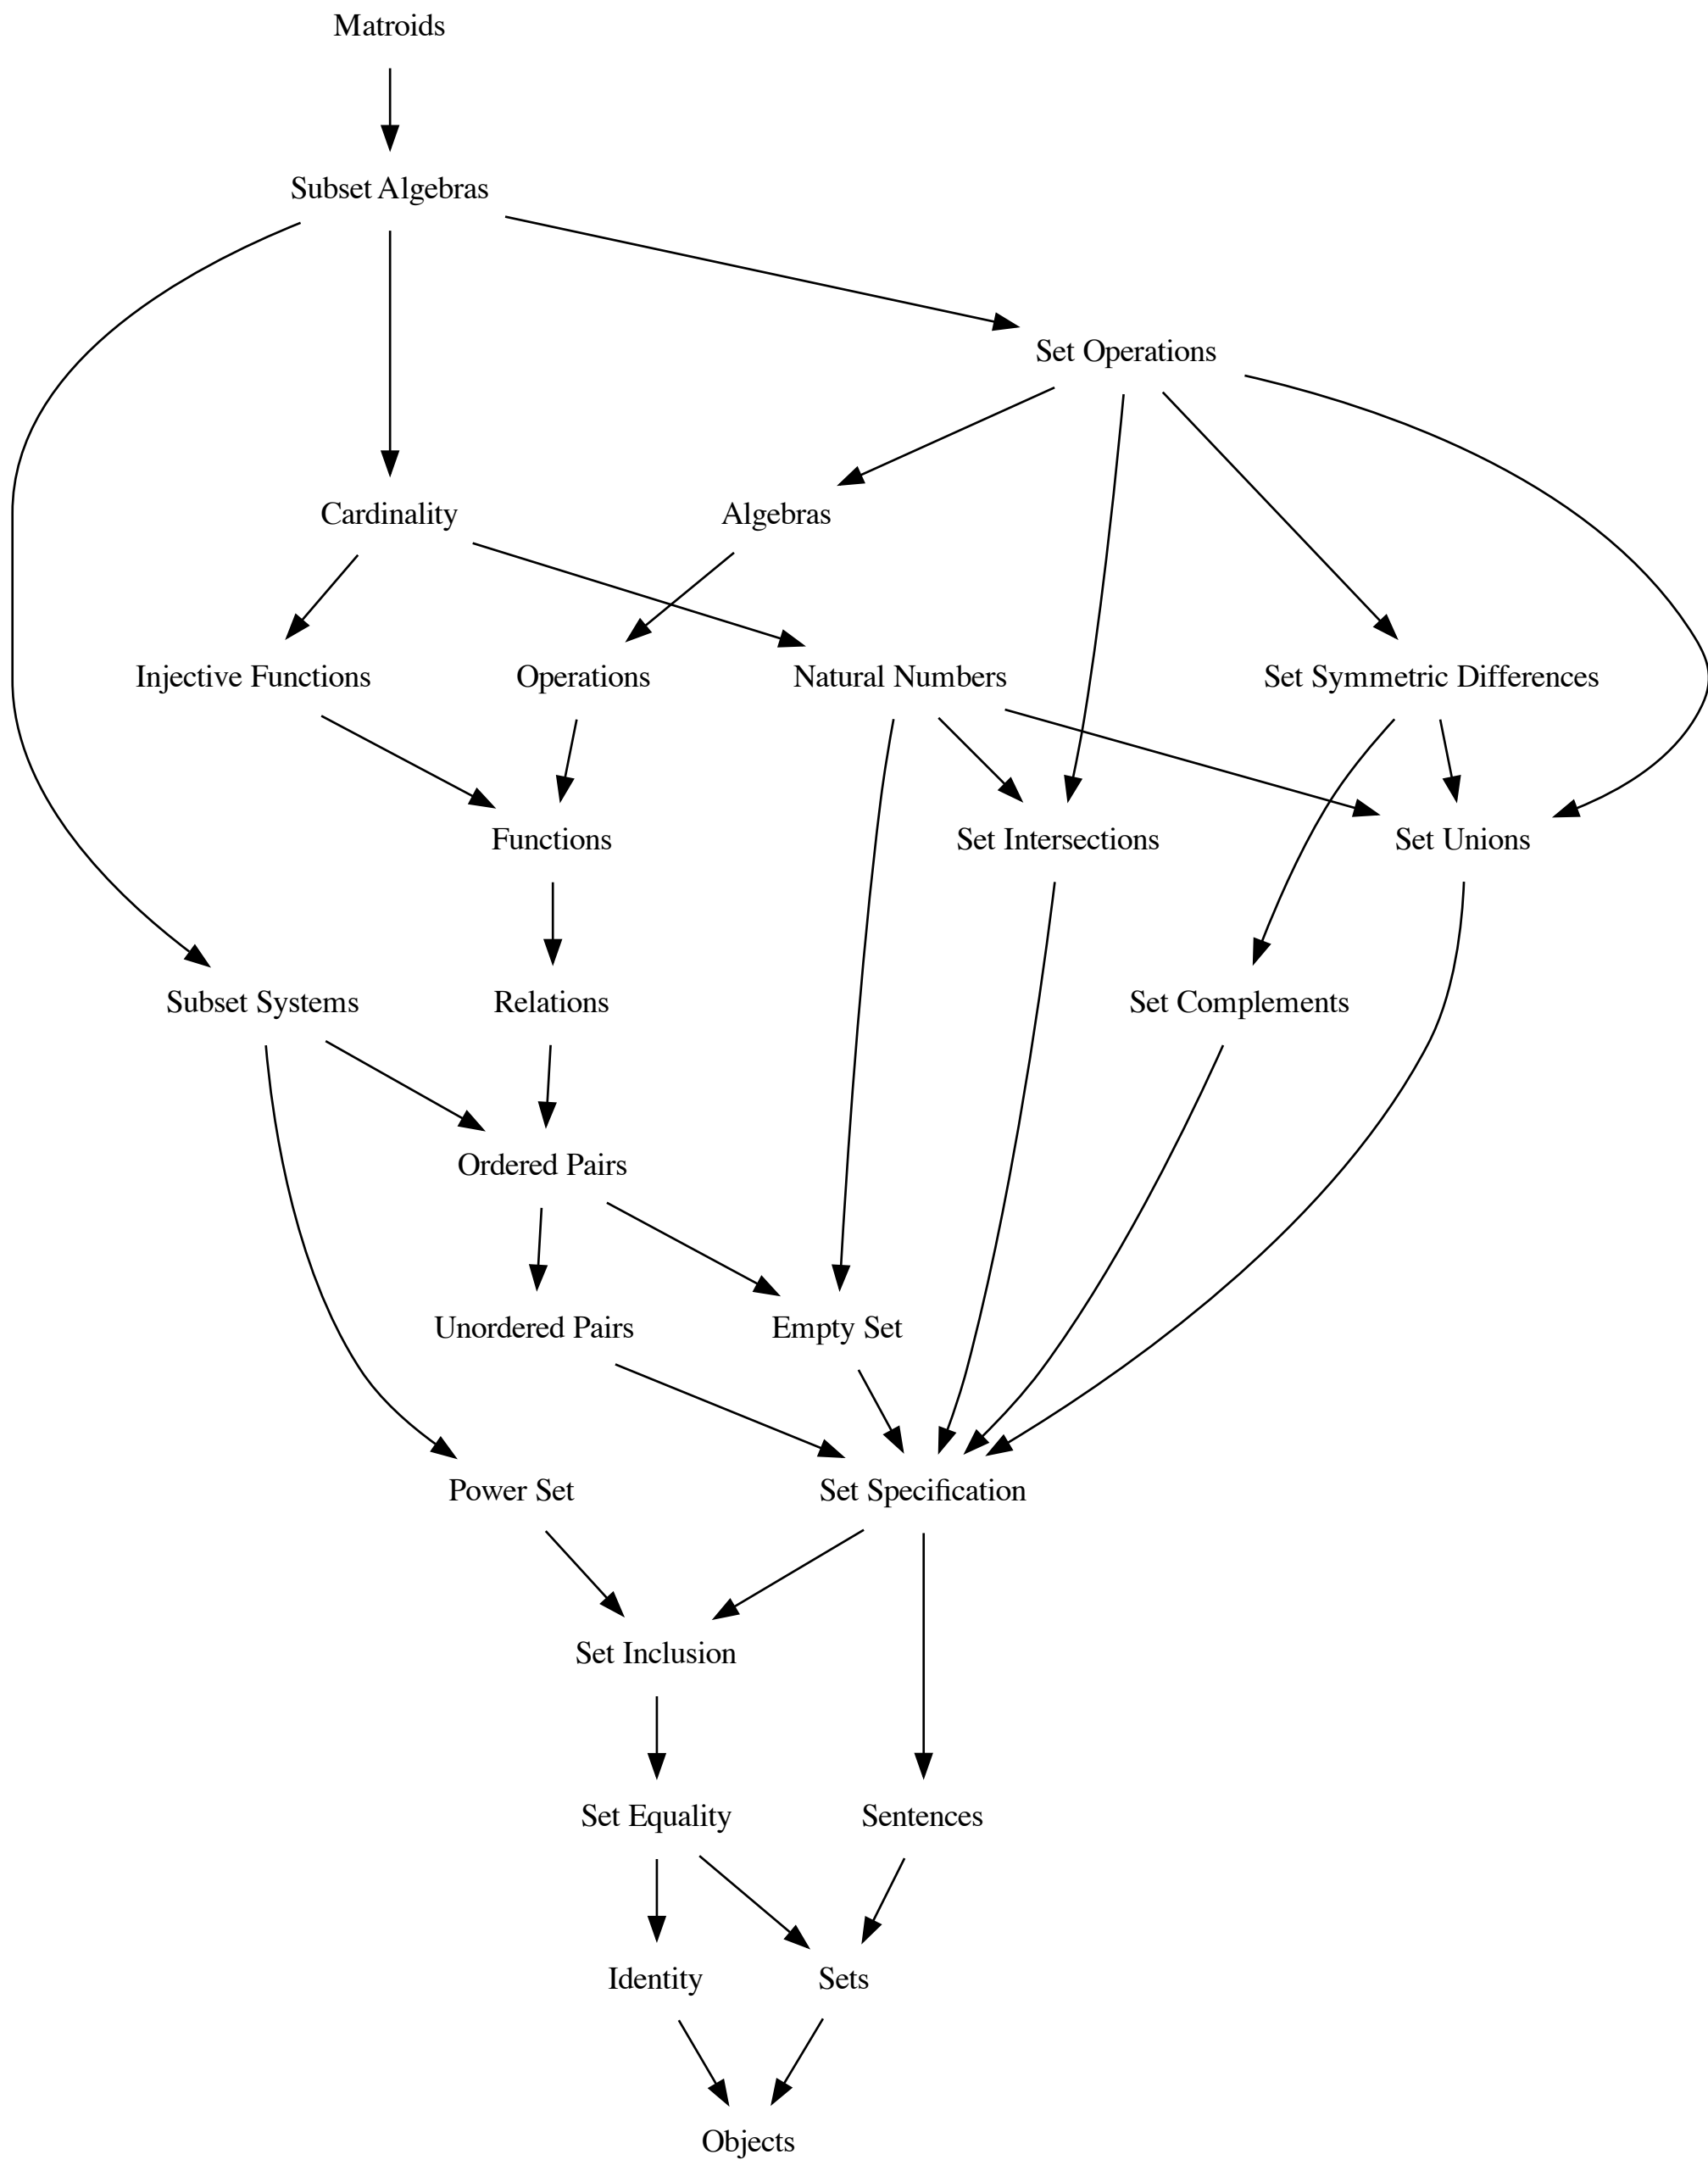 Matroids
Subset Algebras
Set Operations
Cardinality
Algebras
Injective Functions
Operations
Natural Numbers
Set Symmetric Differences
Functions
Set Intersections
Set Unions
Subset Systems
Relations
Set Complements
Ordered Pairs
Unordered Pairs
Empty Set
Power Set
Set Specification
Set Inclusion
Set Equality
Sentences
Identity
Sets
Objects